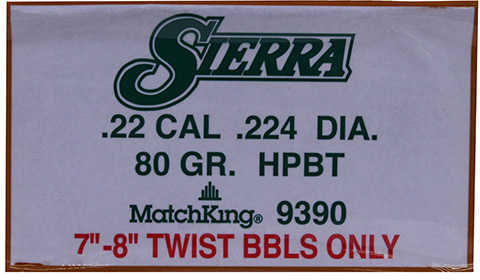 SIERRA
.22 CAL .224 DIA.
80 GR. HPBT
MatchKing® 9390
7"-8" TWIST BBLS ONLY